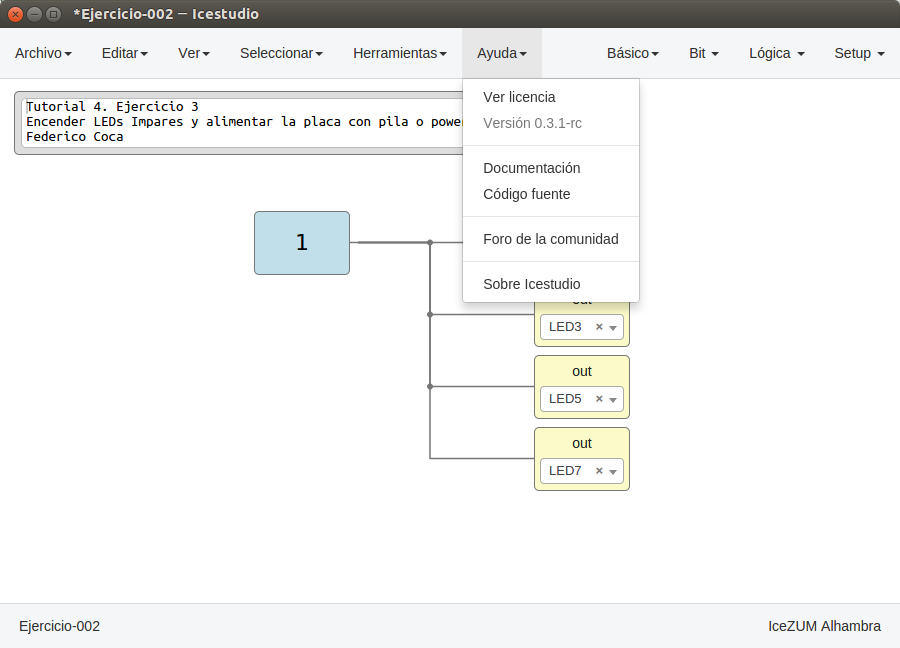 *Ejercicio-002 — Icestudio
Archivo Editar Ver Seleccionar Herramientas Ayuda Básico Bit Lógica Setup
Tutorial 4. Ejercicio 3
Encender LEDs Impares y alimentar la placa con pila o
Federico Coca
Ver licencia
Versión 0.3.1-rc
Documentación
Código fuente
Foro de la comunidad
Sobre Icestudio
1
out
LED3 ×
out
LED5 ×
out
LED7 ×
Ejercicio-002
IceZUM Alhambra